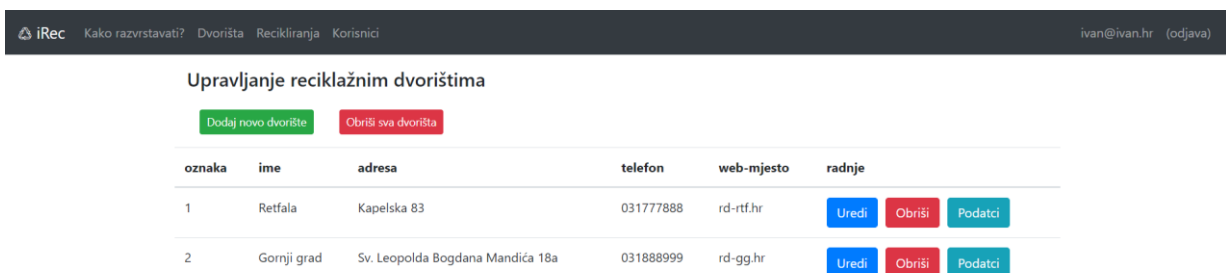 iRec Kako razvrstavati? Dvorišta Recikliranja Korisnici ivan@ivan.hr (odjava)
Upravljanje reciklažnim dvorištima
Dodaj novo dvorište Obriši sva dvorišta
oznaka ime adresa telefon web-mjesto radnje
1 Retfala Kapelska 83 031777888 rd-rtf.hr Uredi Obriši Podatci
2 Gornji grad Sv. Leopolda Bogdana Mandića 18a 031888999 rd-gg.hr Uredi Obriši Podatci